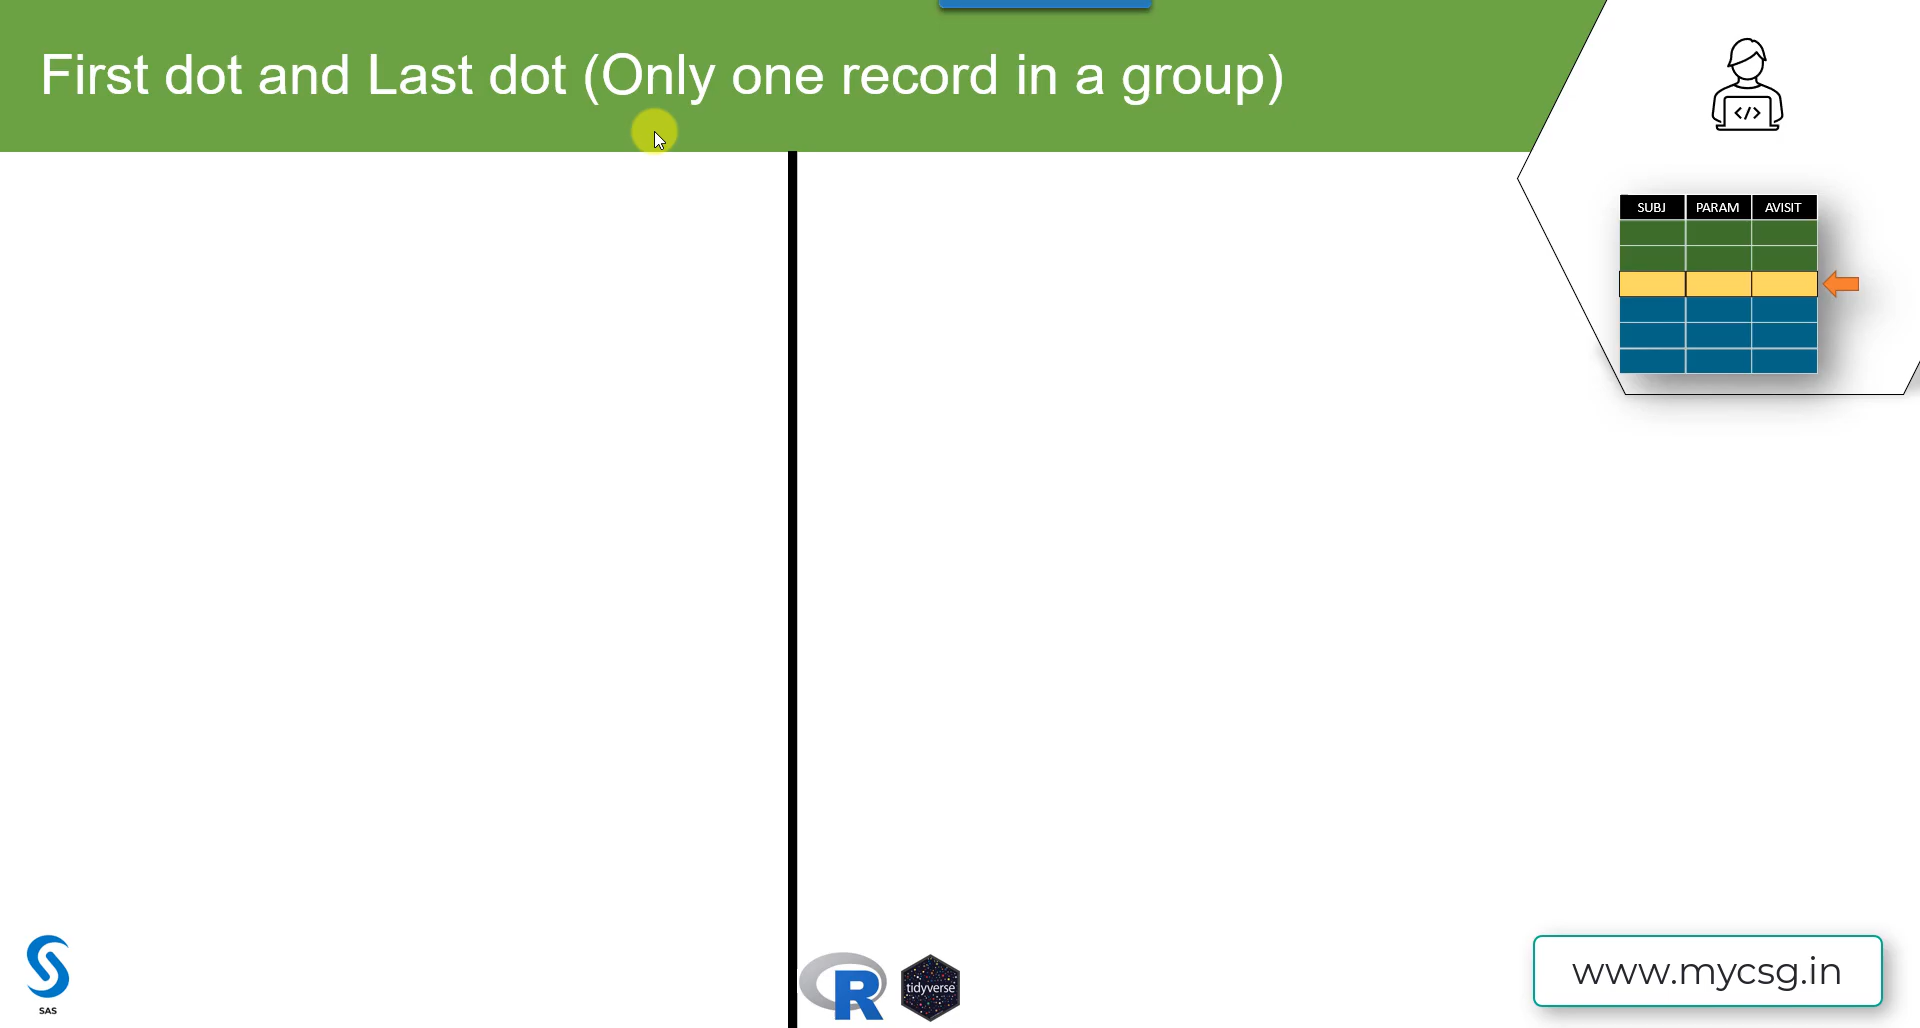 First dot and Last dot (Only one record in a group)
</>
SUBJ PARAM AVISIT
SAS
R
tidyverse
www.mycsg.in